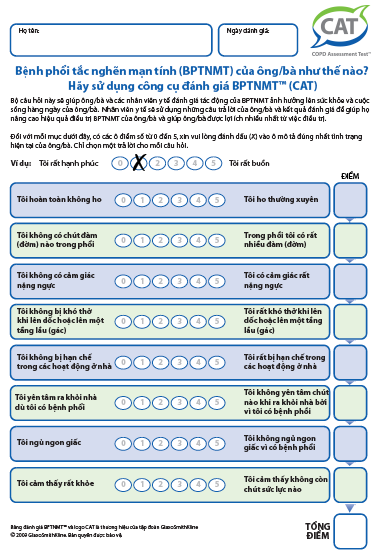 Họ tên:
Ngày đánh giá:
CAT
COPD Assessment Test™
Bệnh phổi tắc nghẽn mạn tính (BPTNMT) của ông/bà như thế nào?
Hãy sử dụng công cụ đánh giá BPTNMT™ (CAT)
Bộ câu hỏi này sẽ giúp ông/bà và các nhân viên y tế đánh giá tác động của BPTNMT ảnh hưởng lên sức khỏe và cuộc
sống hàng ngày của ông/bà. Nhân viên y tế sẽ sử dụng những câu trả lời của ông/bà và kết quả đánh giá để giúp họ
nâng cao hiệu quả điều trị BPTNMT của ông/bà và giúp ông/bà được lợi ích nhiều nhất từ việc điều trị.
Đối với mỗi mục dưới đây, có các ô điểm số từ 0 đến 5, xin vui lòng đánh dấu (X) vào ô mô tả đúng nhất tình trạng
hiện tại của ông/bà. Chỉ chọn một trả lời cho mỗi câu hỏi.
Ví dụ: Tôi rất hạnh phúc 0 X 2 3 4 5 Tôi rất buồn
ĐIỂM
Tôi hoàn toàn không ho 0 1 2 3 4 5 Tôi ho thường xuyên
Tôi không có chút đàm
(đờm) nào trong phổi
0 1 2 3 4 5
Trong phổi tôi có rất
nhiều đàm (đờm)
Tôi không có cảm giác
nặng ngực
0 1 2 3 4 5
Tôi có cảm giác rất
nặng ngực
Tôi không bị khó thở
khi lên dốc hoặc lên một
tầng lầu (gác)
0 1 2 3 4 5
Tôi rất khó thở khi lên
dốc hoặc lên một tầng
lầu (gác)
Tôi không bị hạn chế
trong các hoạt động ở nhà
0 1 2 3 4 5
Tôi rất bị hạn chế trong
các hoạt động ở nhà
Tôi yên tâm ra khỏi nhà
dù tôi có bệnh phổi
0 1 2 3 4 5
Tôi không yên tâm chút
nào khi ra khỏi nhà bởi
vì tôi có bệnh phổi
Tôi ngủ ngon giấc 0 1 2 3 4 5
Tôi không ngủ ngon
giấc vì có bệnh phổi
Tôi cảm thấy rất khỏe 0 1 2 3 4 5
Tôi cảm thấy không còn
chút sức lực nào
Bảng đánh giá BPTNMT™ và logo CAT là thương hiệu của tập đoàn GlaxoSmithKline
© 2009 GlaxoSmithKline. Bản quyền được bảo vệ.
TỔNG
ĐIỂM